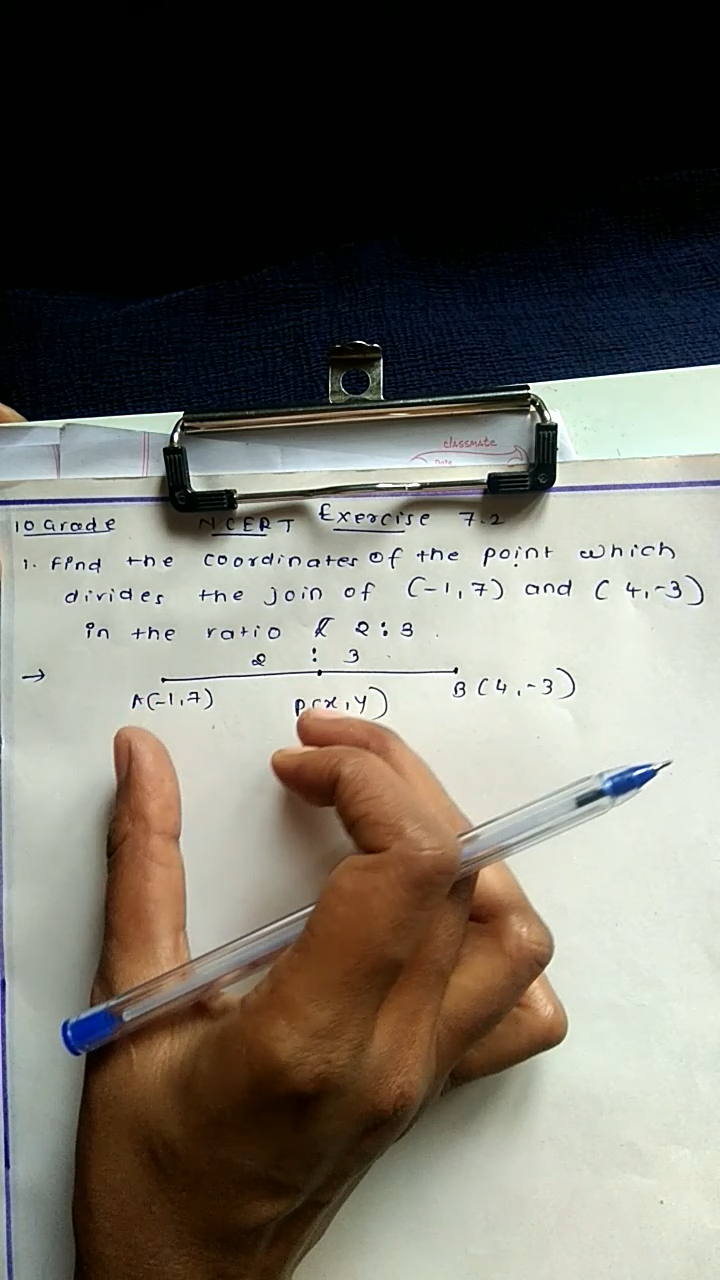 classmate
Date
10 Grade NCERT Exercise 7.2
1. Find the coordinates of the point which
divides the join of (-1,7) and (4,-3)
in the ratio 2:3.
2 : 3
→
A(-1,7) P(x,y) B(4,-3)